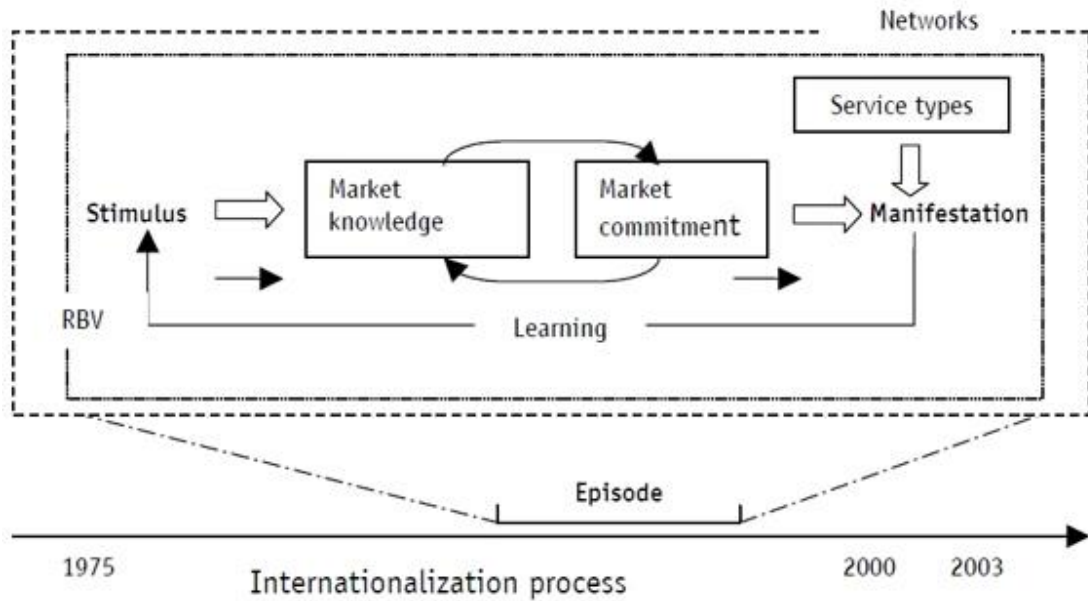 Networks
Service types
Stimulus
Market
knowledge
Market
commitment
Manifestation
RBV
Learning
Episode
1975
2000
2003
Internationalization process